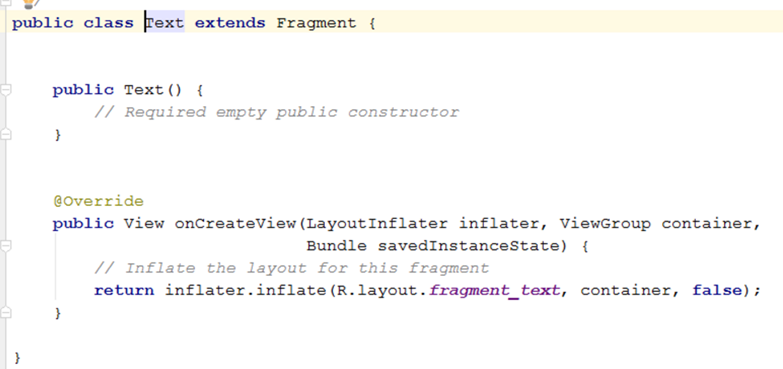 public class Text extends Fragment {
public Text() {
// Required empty public constructor
}
@Override
public View onCreateView(LayoutInflater inflater, ViewGroup container,
Bundle savedInstanceState) {
// Inflate the layout for this fragment
return inflater.inflate(R.layout.fragment_text, container, false);
}
}